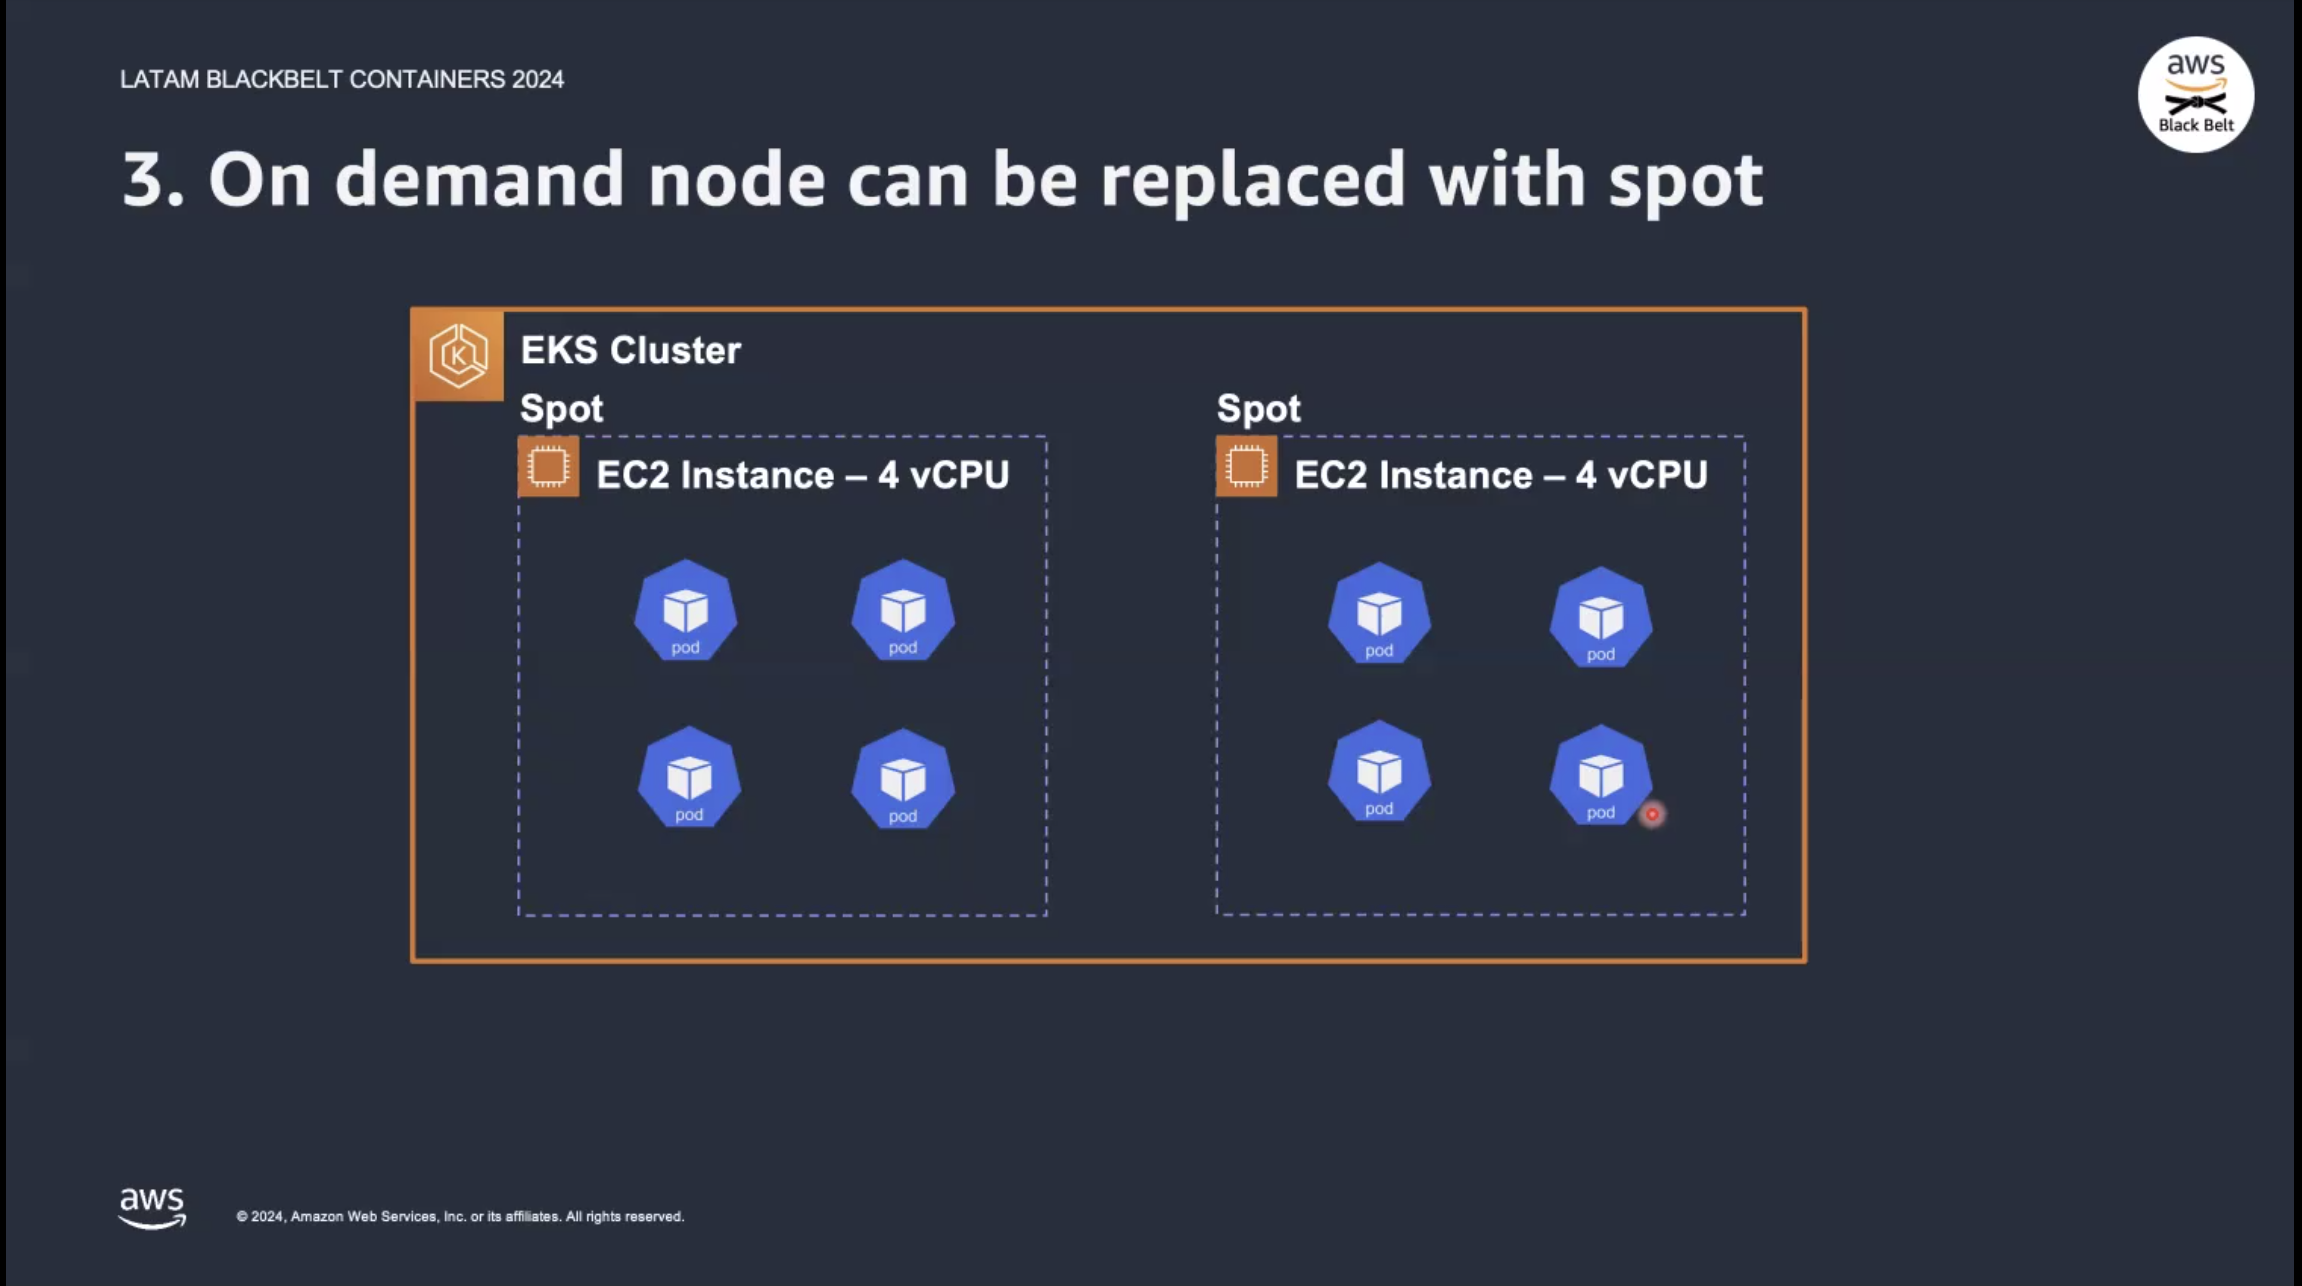 LATAM BLACKBELT CONTAINERS 2024
aws
Black Belt
3. On demand node can be replaced with spot
EKS Cluster
Spot
Spot
EC2 Instance – 4 vCPU
EC2 Instance – 4 vCPU
pod
pod
pod
pod
pod
pod
pod
pod
aws
© 2024, Amazon Web Services, Inc. or its affiliates. All rights reserved.